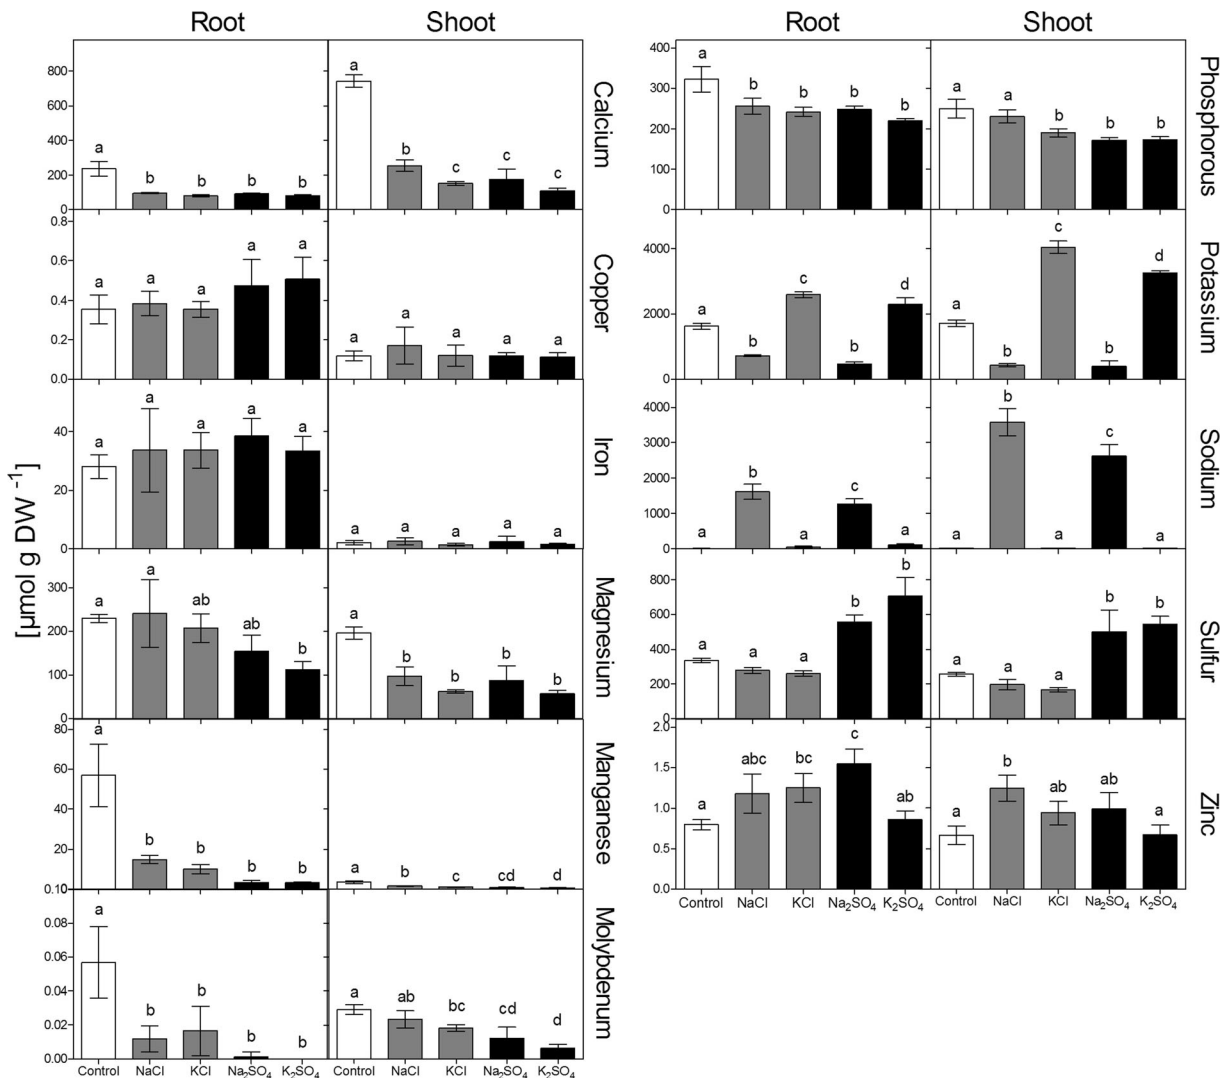 Root Shoot
800
600
400
200
0
a b b b b
a b c c c
Calcium
0.8
0.6
0.4
0.2
0.0
a a a a a
a a a a a
Copper
40
20
0
a a a a a
a a a a a
Iron
[µmol g DW -1]
300
200
100
0
a a ab ab b
a b b b b
Magnesium
80
60
40
20
0
a b b b b
a b c cd d
Manganese
0.10
0.08
0.06
0.04
0.02
0.00
a b b b b
a ab bc cd d
Molybdenum
Control NaCl KCl Na2SO4 K2SO4 Control NaCl KCl Na2SO4 K2SO4
Root Shoot
400
300
200
100
0
a b b b b
a a b b b
Phosphorous
4000
2000
0
a b c b d
a b c b d
Potassium
4000
3000
2000
1000
0
a b a c a
a b a c a
Sodium
800
600
400
200
0
a a a b b
a a a b b
Sulfur
2.0
1.5
1.0
0.5
0.0
a abc bc c ab
a b ab ab a
Zinc
Control NaCl KCl Na2SO4 K2SO4 Control NaCl KCl Na2SO4 K2SO4